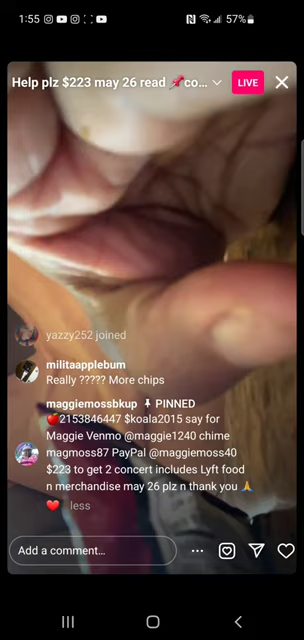 1:55
57%
Help plz $223 may 26 read 📌co...
LIVE
yazzy252 joined
militaapplebum
Really ????? More chips
maggiemossbkup 📌 PINNED
🍎2153846447 $koala2015 say for
Maggie Venmo @maggie1240 chime
magmoss87 PayPal @maggiemoss40
$223 to get 2 concert includes Lyft food
n merchandise may 26 plz n thank you 🙏
❤️ less
Add a comment...